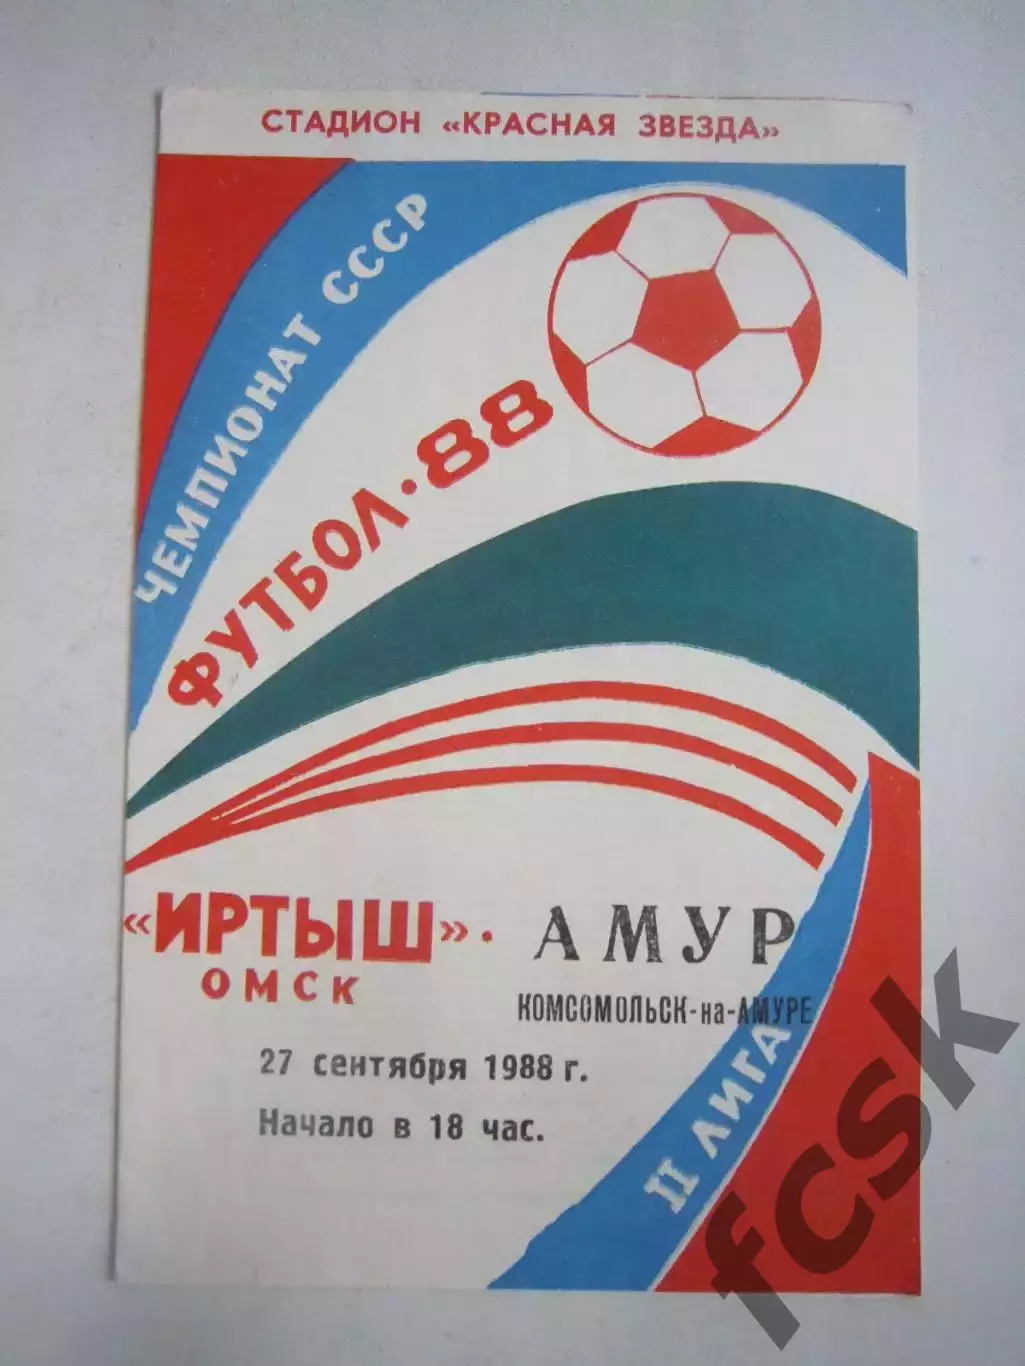 СТАДИОН «КРАСНАЯ ЗВЕЗДА»
ЧЕМПИОНАТ СССР
ФУТБОЛ·88
«ИРТЫШ»· АМУР
ОМСК КОМСОМОЛЬСК-на-АМУРЕ
27 сентября 1988 г.
Начало в 18 час.
II ЛИГА
fcsk